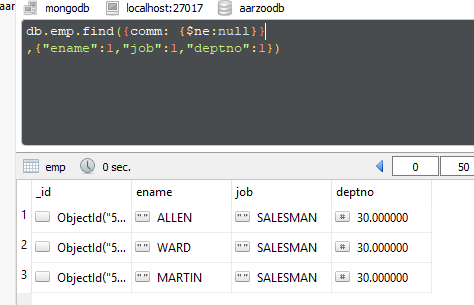 aar
mongodb localhost:27017 aarzoodb
db.emp.find({comm: {$ne:null}}
,{"ename":1,"job":1,"deptno":1})
emp 0 sec. 0 50
_id ename job deptno
1 ObjectId("5... "" ALLEN "" SALESMAN # 30.000000
2 ObjectId("5... "" WARD "" SALESMAN # 30.000000
3 ObjectId("5... "" MARTIN "" SALESMAN # 30.000000